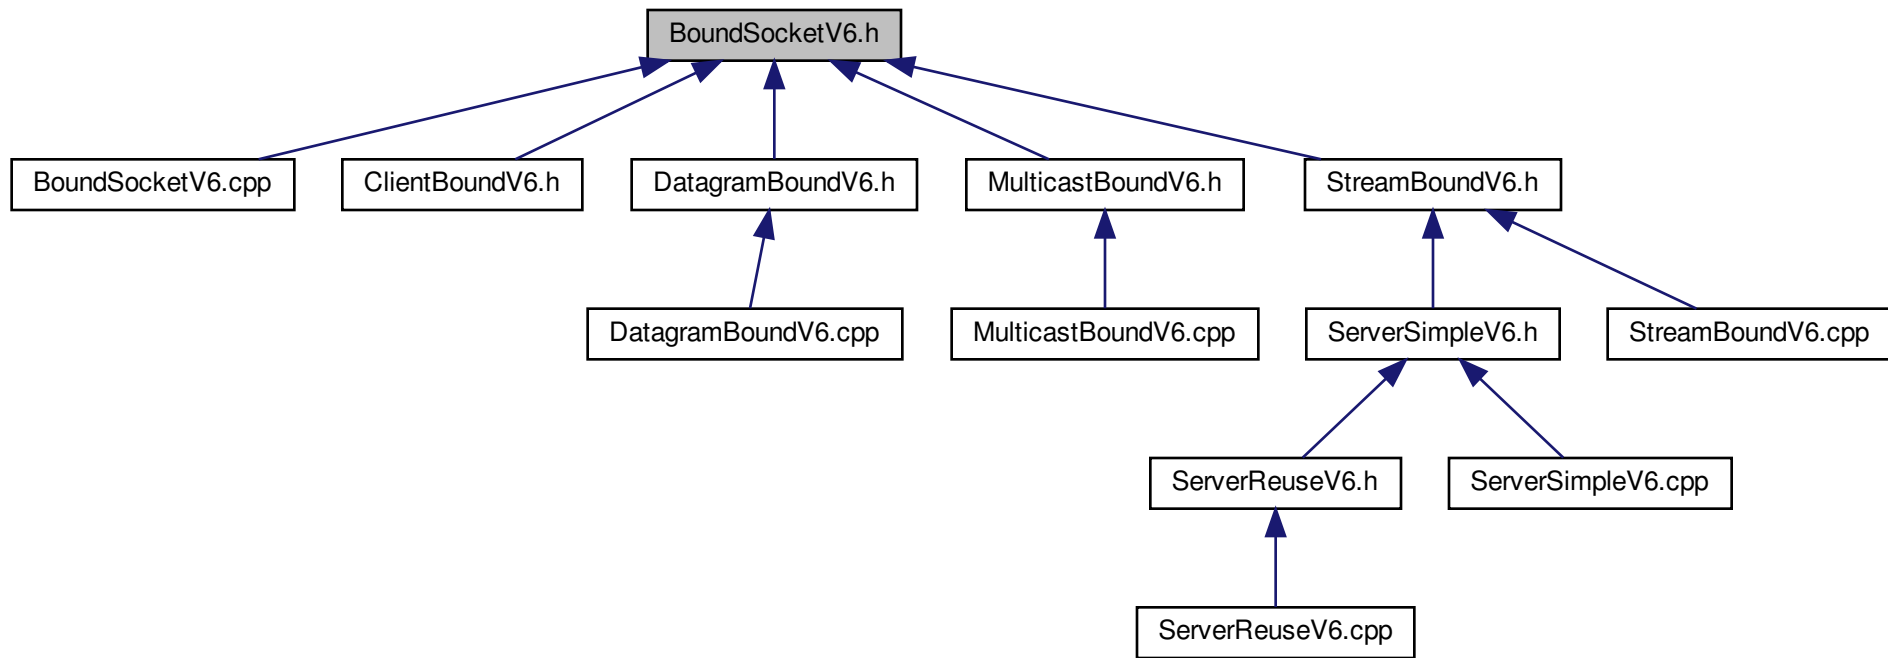 BoundSocketV6.h
BoundSocketV6.cpp
ClientBoundV6.h
DatagramBoundV6.h
MulticastBoundV6.h
StreamBoundV6.h
DatagramBoundV6.cpp
MulticastBoundV6.cpp
ServerSimpleV6.h
StreamBoundV6.cpp
ServerReuseV6.h
ServerSimpleV6.cpp
ServerReuseV6.cpp